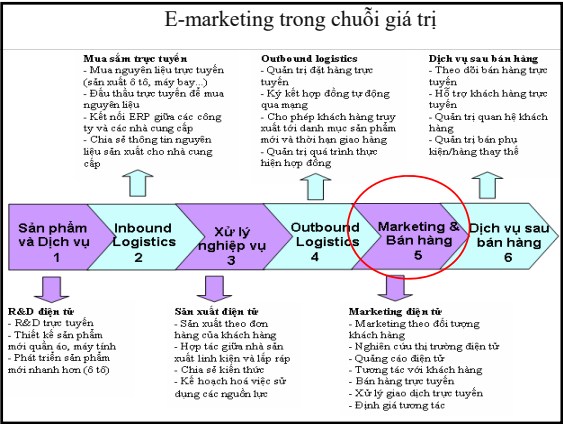 E-marketing trong chuỗi giá trị
Mua sắm trực tuyến
- Mua nguyên liệu trực tuyến
(sản xuất ô tô, máy bay...)
- Đấu thầu trực tuyến để mua
nguyên liệu
- Kết nối ERP giữa các công
ty và các nhà cung cấp
- Chia sẻ thông tin nguyên
liệu sản xuất cho nhà cung
cấp
Outbound logistics
- Quản trị đặt hàng trực
tuyến
- Ký kết hợp đồng tự động
qua mạng
- Cho phép khách hàng truy
xuất tới danh mục sản phẩm
mới và thời hạn giao hàng
- Quản trị quá trình thực
hiện hợp đồng
Dịch vụ sau bán hàng
- Theo dõi bán hàng trực
tuyến
- Hỗ trợ khách hàng trực
tuyến
- Quản trị quan hệ khách
hàng
- Quản trị bán phụ
kiện/hàng thay thế
Sản phẩm
và Dịch vụ
1
Inbound
Logistics
2
Xử lý
nghiệp vụ
3
Outbound
Logistics
4
Marketing &
Bán hàng
5
Dịch vụ sau
bán hàng
6
R&D điện tử
- R&D trực tuyến
- Thiết kế sản phẩm
mới quần áo, máy tính
- Phát triển sản phẩm
mới nhanh hơn (ô tô)
Sản xuất điện tử
- Sản xuất theo đơn
hàng của khách hàng
- Hợp tác giữa nhà sản
xuất linh kiện và lắp ráp
- Chia sẻ kiến thức
- Kế hoạch hoá việc sử
dụng các nguồn lực
Marketing điện tử
- Marketing theo đối tượng
khách hàng
- Nghiên cứu thị trường điện tử
- Quảng cáo điện tử
- Tương tác với khách hàng
- Bán hàng trực tuyến
- Xử lý giao dịch trực tuyến
- Định giá tương tác